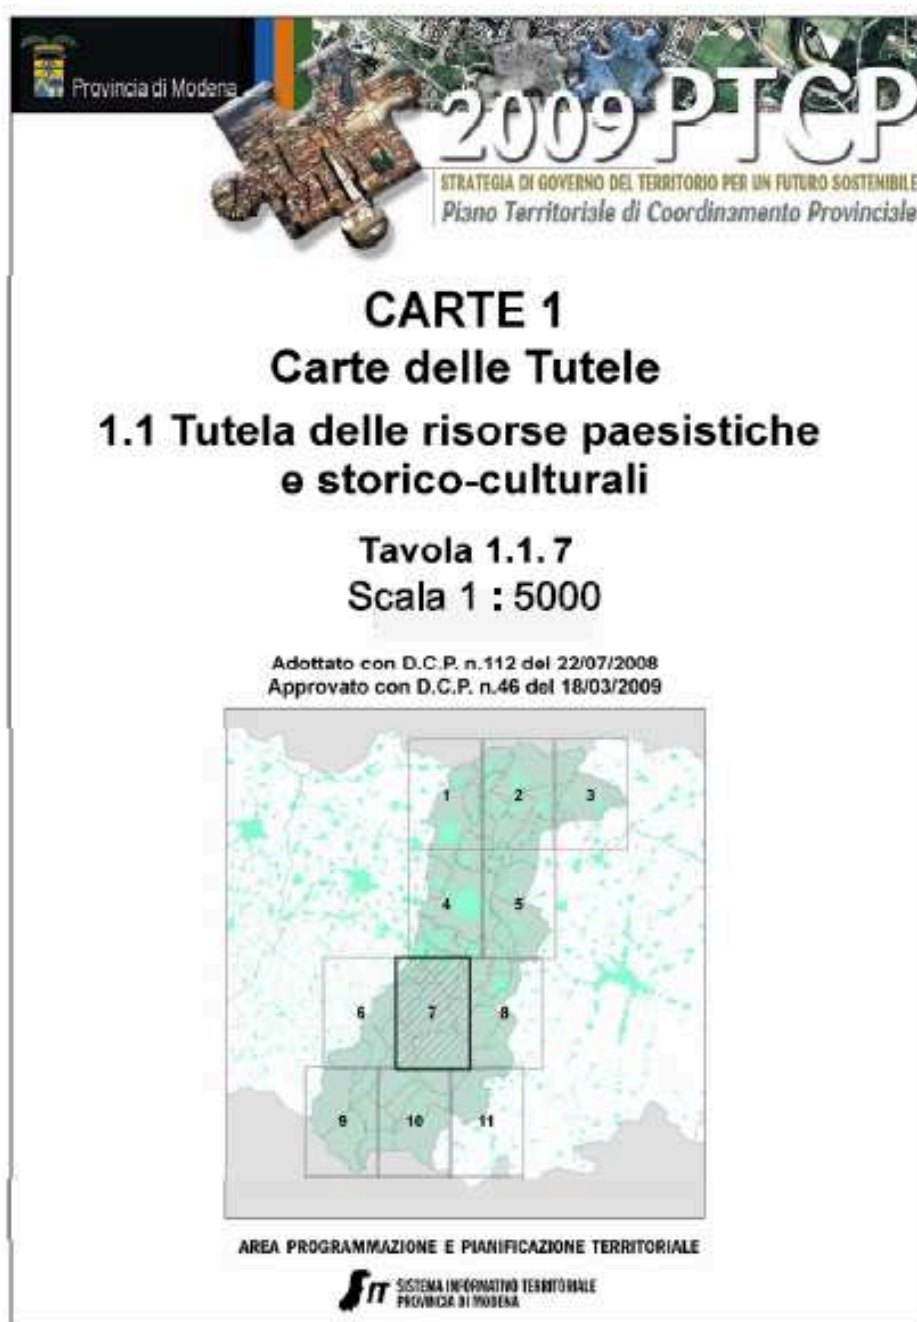 Provincia di Modena
2009 PTCP
STRATEGIA DI GOVERNO DEL TERRITORIO PER UN FUTURO SOSTENIBILE
Piano Territoriale di Coordinamento Provinciale
CARTE 1
Carte delle Tutele
1.1 Tutela delle risorse paesistiche
e storico-culturali
Tavola 1.1.7
Scala 1 : 5000
Adottato con D.C.P. n.112 del 22/07/2008
Approvato con D.C.P. n.46 del 18/03/2009
1 2 3
4 5
6 7 8
9 10 11
AREA PROGRAMMAZIONE E PIANIFICAZIONE TERRITORIALE
SIT SISTEMA INFORMATIVO TERRITORIALE
PROVINCIA DI MODENA